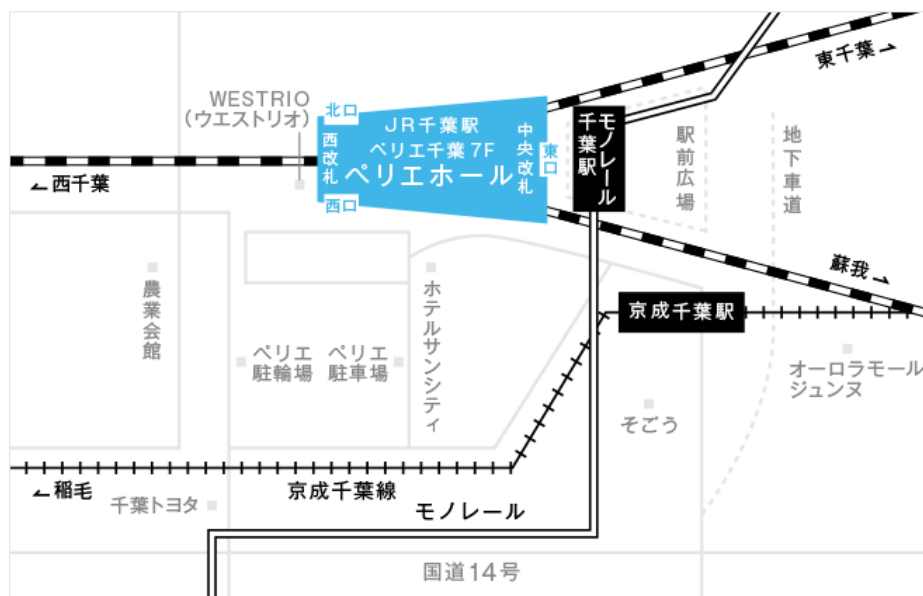 WESTRIO
(ウエストリオ)
北口
JR千葉駅
ペリエ千葉7F
ペリエホール
西改札
中央改札
東口
西口
モノレール
千葉駅
東千葉
駅前広場
地下車道
西千葉
蘇我
農業会館
ホテルサンシティ
京成千葉駅
ペリエ
駐輪場
ペリエ
駐車場
オーロラモール
ジュンヌ
そごう
稲毛
京成千葉線
千葉トヨタ
モノレール
国道14号